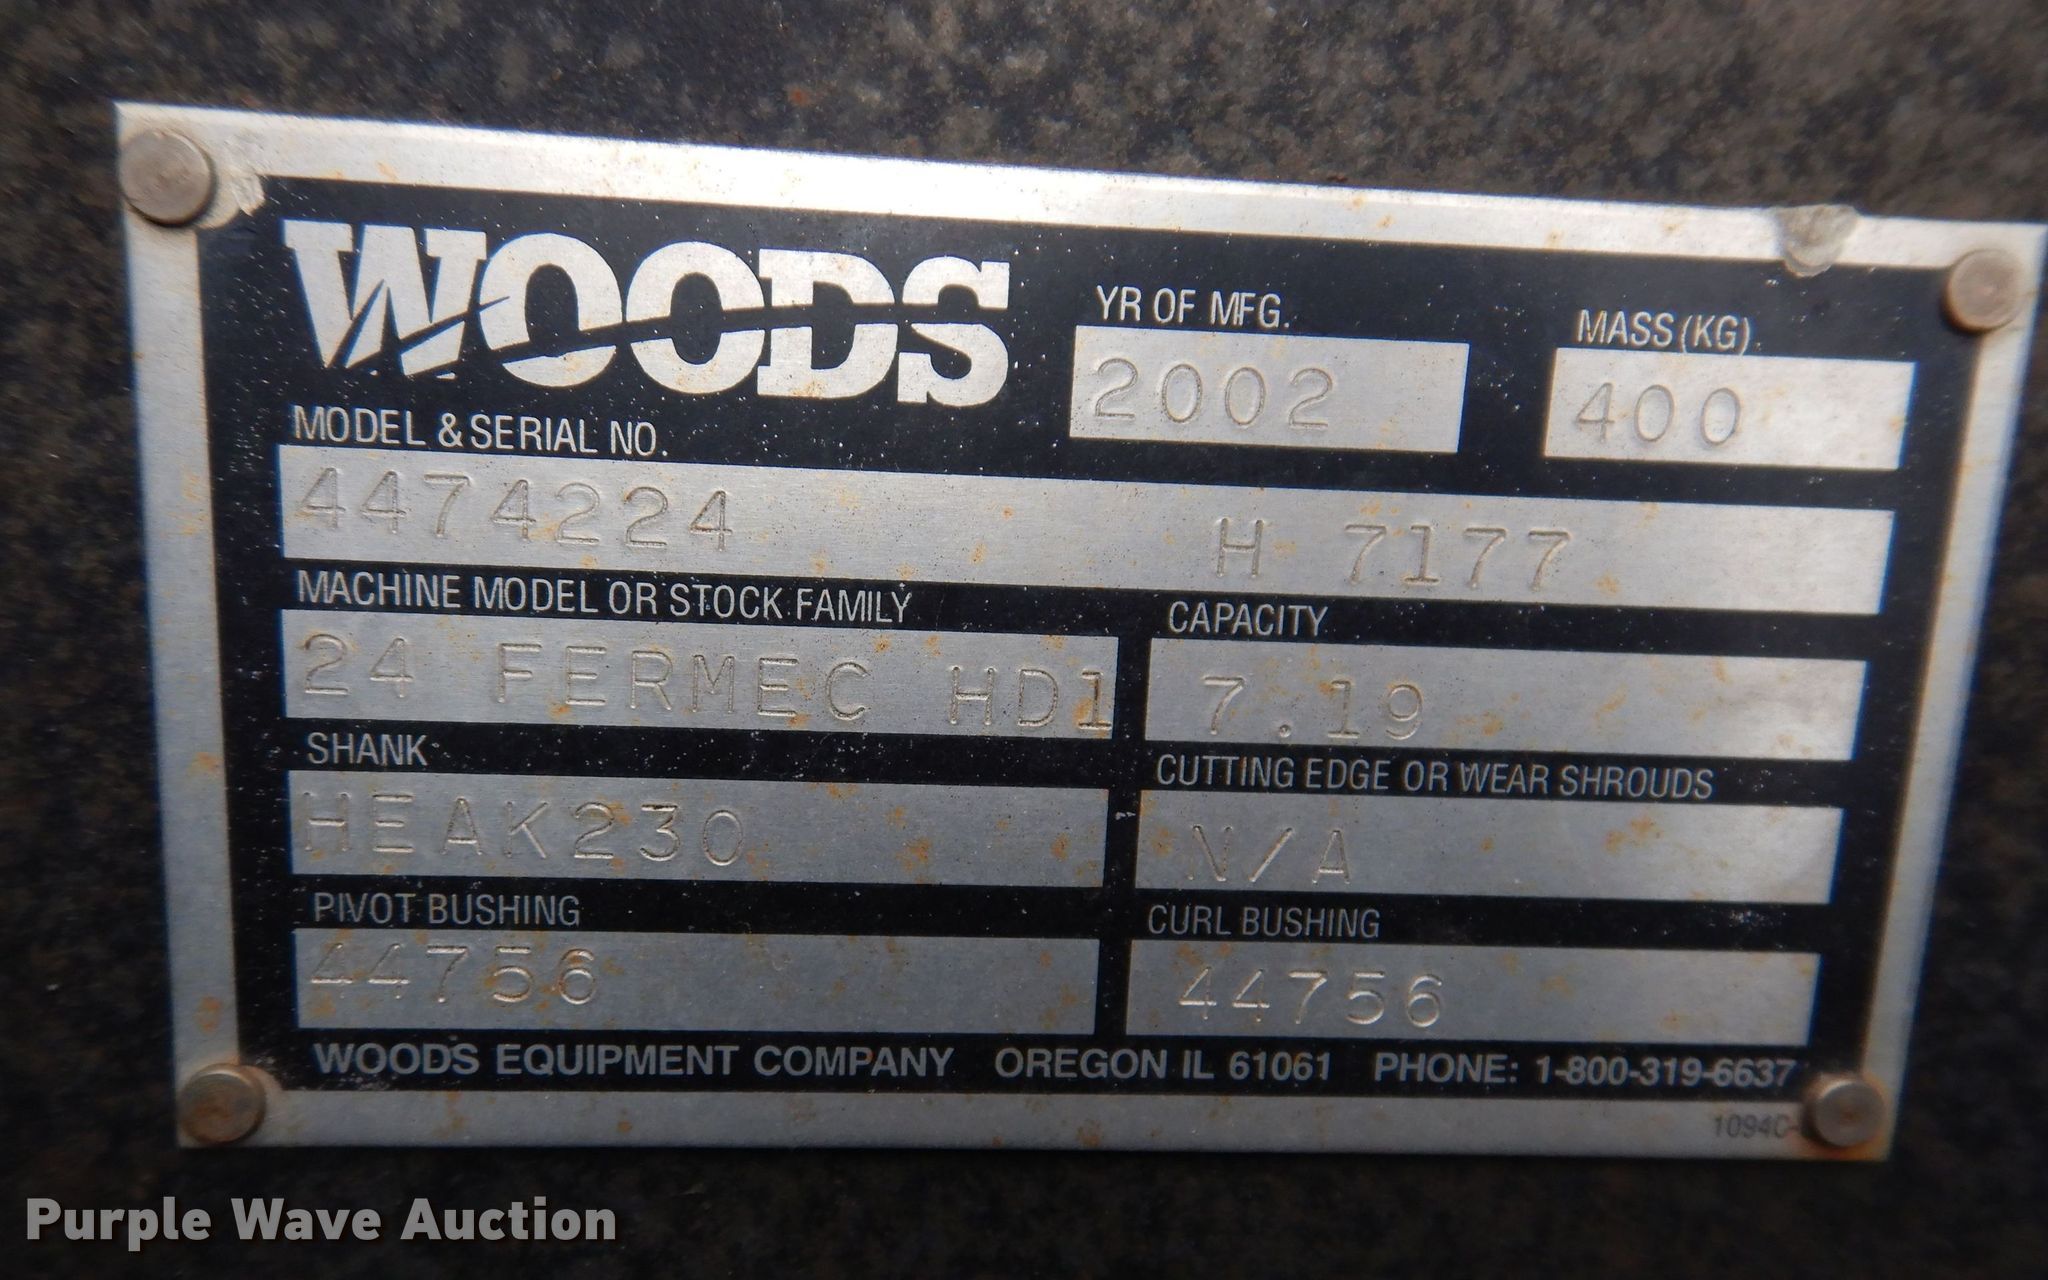 WOODS
YR OF MFG. MASS (KG)
2002 400
MODEL & SERIAL NO.
4474224 H 7177
MACHINE MODEL OR STOCK FAMILY CAPACITY
24 FERMEC HD1 7.19
SHANK CUTTING EDGE OR WEAR SHROUDS
HEAK230 N/A
PIVOT BUSHING CURL BUSHING
44756 44756
WOODS EQUIPMENT COMPANY OREGON IL 61061 PHONE: 1-800-319-6637
Purple Wave Auction